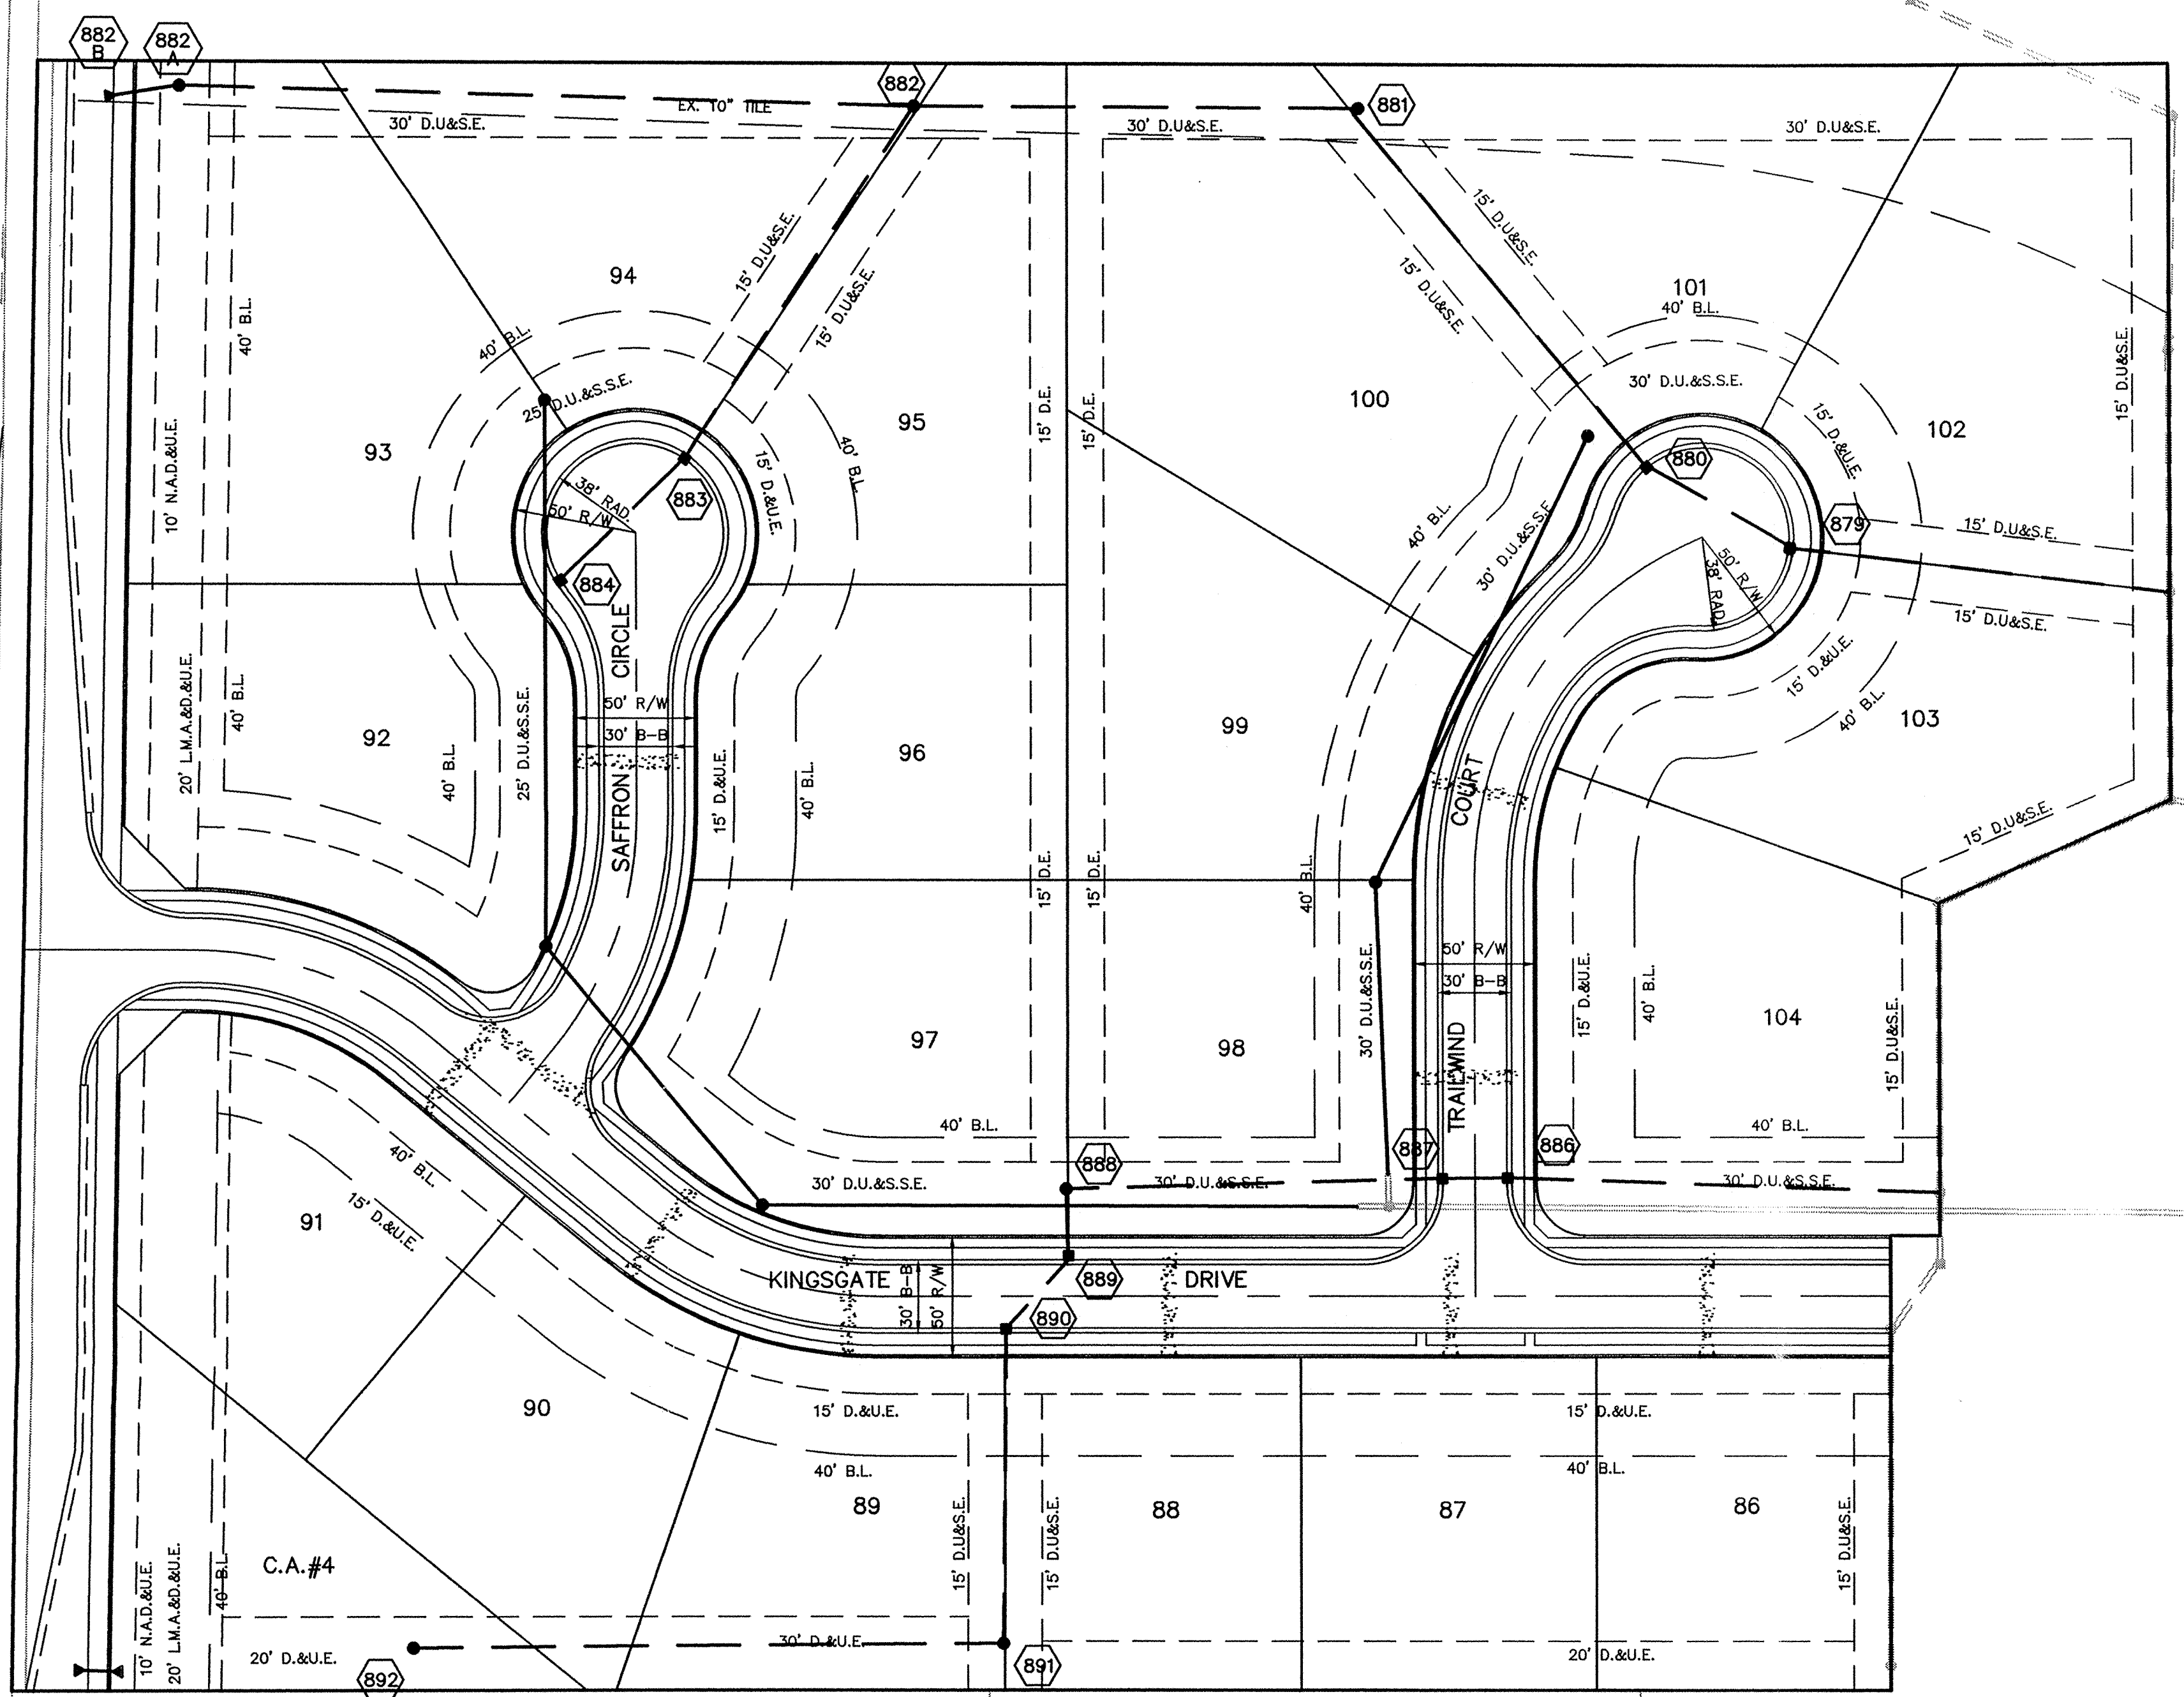 882
B
882
A
882
881
EX. 10" TILE
30' D.U&S.E.
30' D.U&S.E.
30' D.U&S.E.
15' D.U&S.E.
15' D.U&S.E.
15' D.U&S.E.
15' D.U&S.E.
94
101
40' B.L.
40' B.L.
40' B.L.
15' D.U&S.E.
30' D.U.&S.S.E.
25' D.U.&S.S.E.
100
15' D.E.
15' D.E.
95
102
93
10' N.A.D.&U.E.
40' B.L.
15' D.&U.E.
15' D.&U.E.
880
883
38' RAD.
50' R/W
879
15' D.U&S.E.
40' B.L.
30' D.U.&S.S.E.
50' R/W
38' RAD.
884
15' D.U&S.E.
SAFFRON CIRCLE
20' L.M.A.&D.&U.E.
40' B.L.
15' D.&U.E.
40' B.L.
50' R/W
30' B-B
92
40' B.L.
25' D.U.&S.S.E.
15' D.&U.E.
40' B.L.
96
99
103
15' D.U&S.E.
15' D.E.
15' D.E.
40' B.L.
TRAILWIND COURT
50' R/W
30' B-B
30' D.U.&S.S.E.
15' D.&U.E.
40' B.L.
104
15' D.U&S.E.
97
98
40' B.L.
40' B.L.
888
887
886
30' D.U.&S.S.E.
30' D.U.&S.S.E.
30' D.U.&S.S.E.
40' B.L.
15' D.&U.E.
91
KINGSGATE DRIVE
30' B-B
50' R/W
889
890
90
15' D.&U.E.
15' D.&U.E.
40' B.L.
40' B.L.
89
88
87
86
15' D.U&S.E.
15' D.U&S.E.
15' D.U&S.E.
C.A.#4
10' N.A.D.&U.E.
20' L.M.A.&D.&U.E.
40' B.L.
30' D.&U.E.
20' D.&U.E.
20' D.&U.E.
892
891